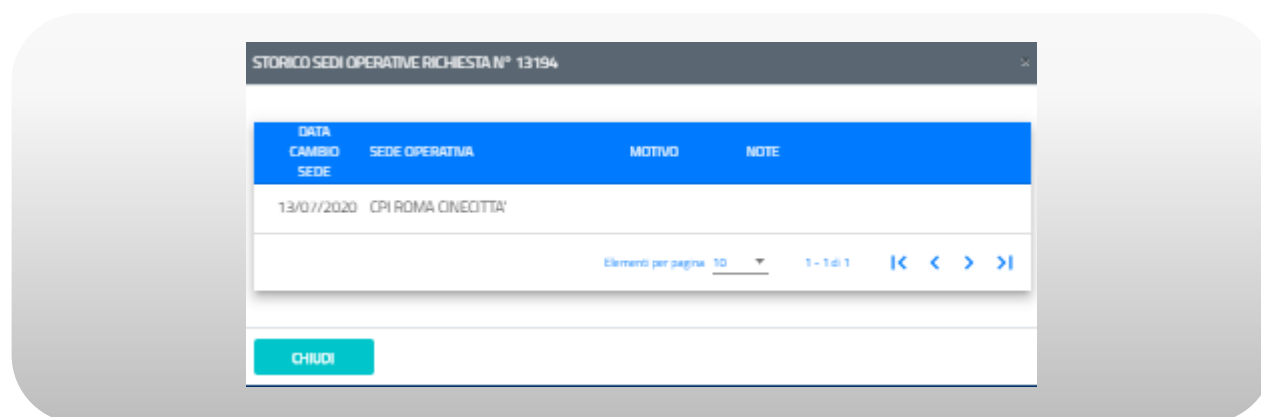 STORICO SEDI OPERATIVE RICHIESTA N° 13194
DATA CAMBIO SEDE SEDE OPERATIVA MOTIVO NOTE
13/07/2020 CPI ROMA CINECITTA'
Elementi per pagina 10 1 - 1 di 1
CHIUDI